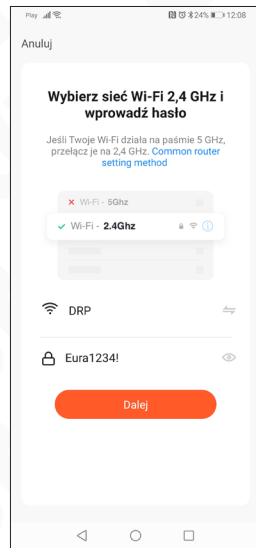 Play 24% 12:08
Anuluj
Wybierz sieć Wi-Fi 2,4 GHz i
wprowadź hasło
Jeśli Twoje Wi-Fi działa na paśmie 5 GHz,
przełącz je na 2,4 GHz. Common router
setting method
Wi-Fi - 5Ghz
Wi-Fi - 2.4Ghz
DRP
Eura1234!
Dalej